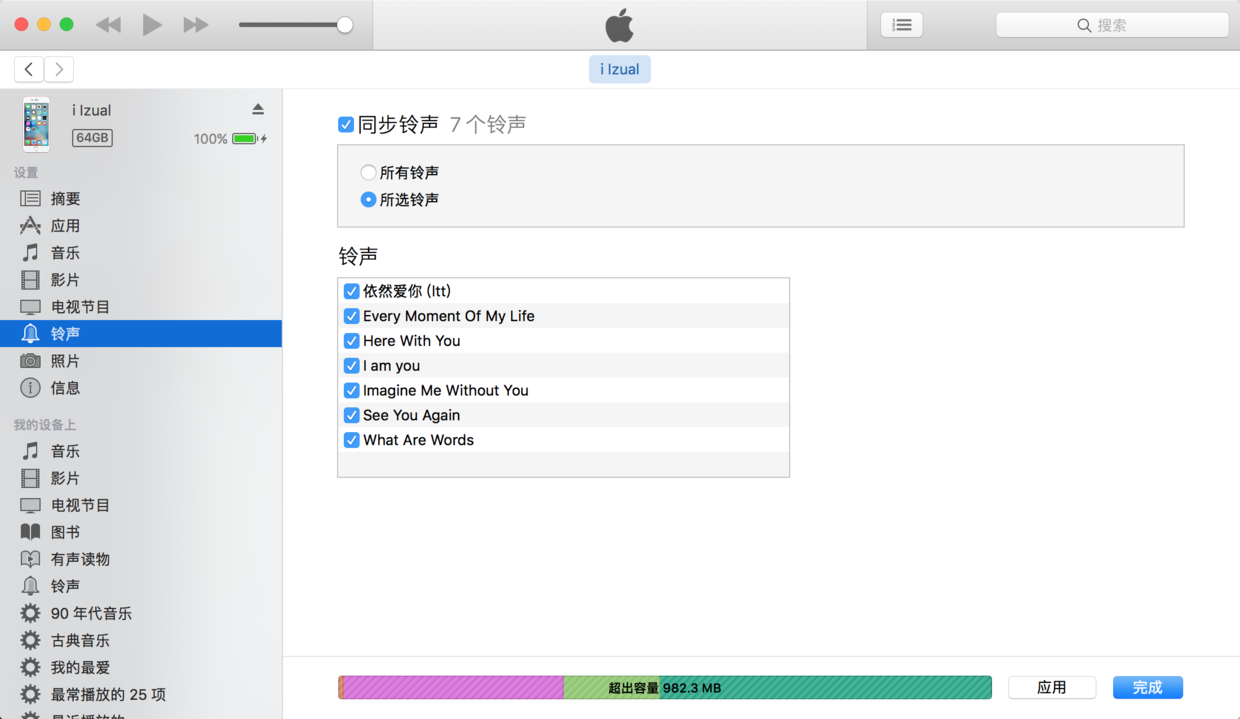 搜索
i Izual
i Izual
64GB
100%
设置
摘要
应用
音乐
影片
电视节目
铃声
照片
信息
我的设备上
音乐
影片
电视节目
图书
有声读物
铃声
90 年代音乐
古典音乐
我的最爱
最常播放的 25 项
最近播放的
同步铃声 7 个铃声
所有铃声
所选铃声
铃声
依然爱你 (Itt)
Every Moment Of My Life
Here With You
I am you
Imagine Me Without You
See You Again
What Are Words
超出容量 982.3 MB
应用
完成